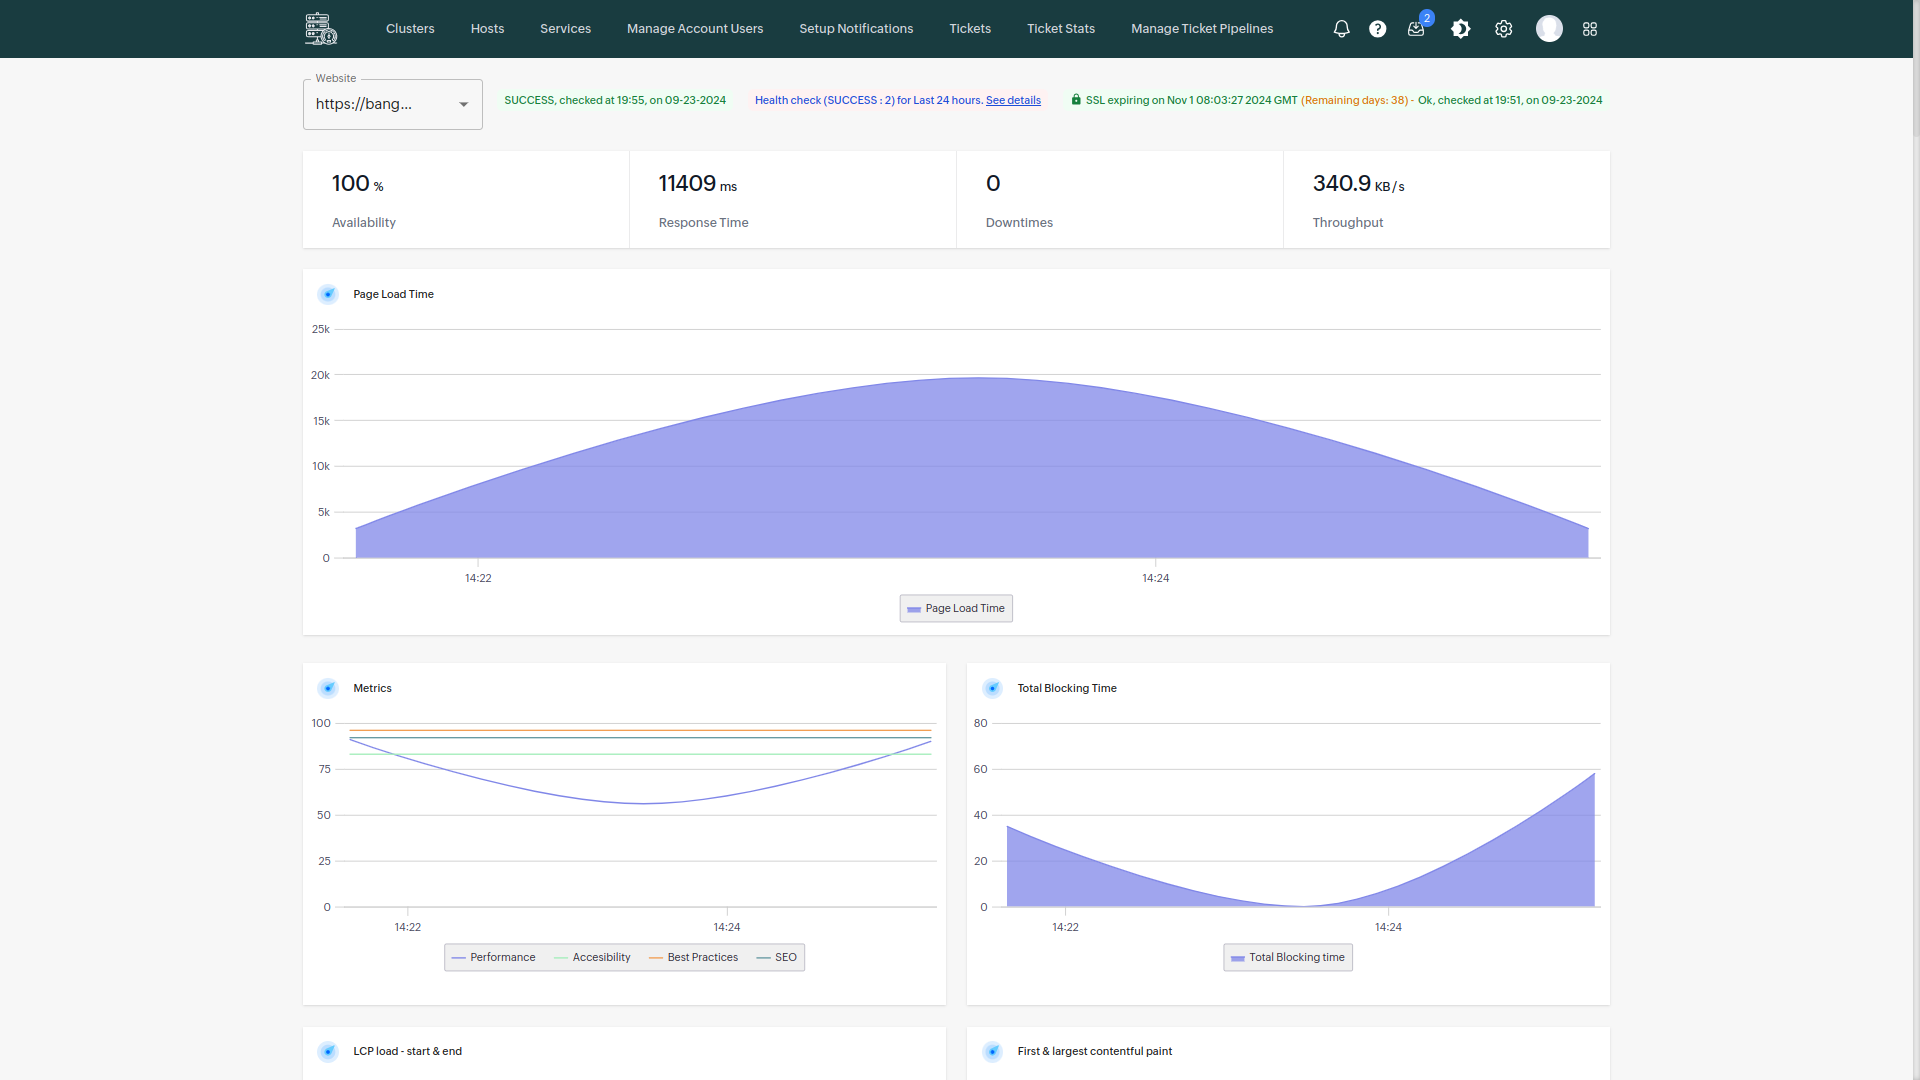 Clusters Hosts Services Manage Account Users Setup Notifications Tickets Ticket Stats Manage Ticket Pipelines ? 2
Website
https://bang...
SUCCESS, checked at 19:55, on 09-23-2024
Health check (SUCCESS : 2) for Last 24 hours. See details
SSL expiring on Nov 1 08:03:27 2024 GMT (Remaining days: 38) - Ok, checked at 19:51, on 09-23-2024
100 %
Availability
11409 ms
Response Time
0
Downtimes
340.9 KB/s
Throughput
Page Load Time
25k
20k
15k
10k
5k
0
14:22 14:24
Page Load Time
Metrics
100
75
50
25
0
14:22 14:24
Performance Accesibility Best Practices SEO
Total Blocking Time
80
60
40
20
0
14:22 14:24
Total Blocking time
LCP load - start & end
First & largest contentful paint